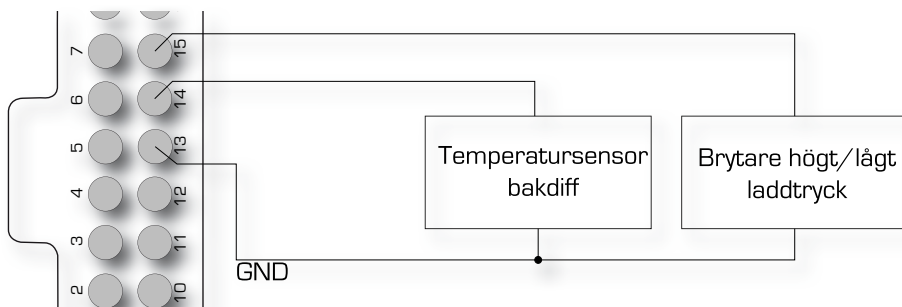 7
15
6
14
5
13
4
12
3
11
2
10
Temperatursensor
bakdiff
Brytare högt/lågt
laddtryck
GND